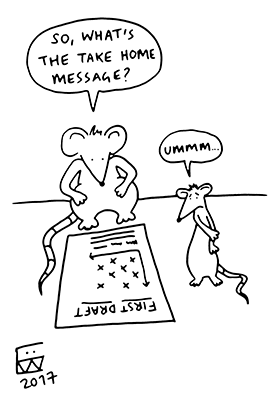 SO, WHAT'S
THE TAKE HOME
MESSAGE?
UMMM...
FIRST DRAFT
2017